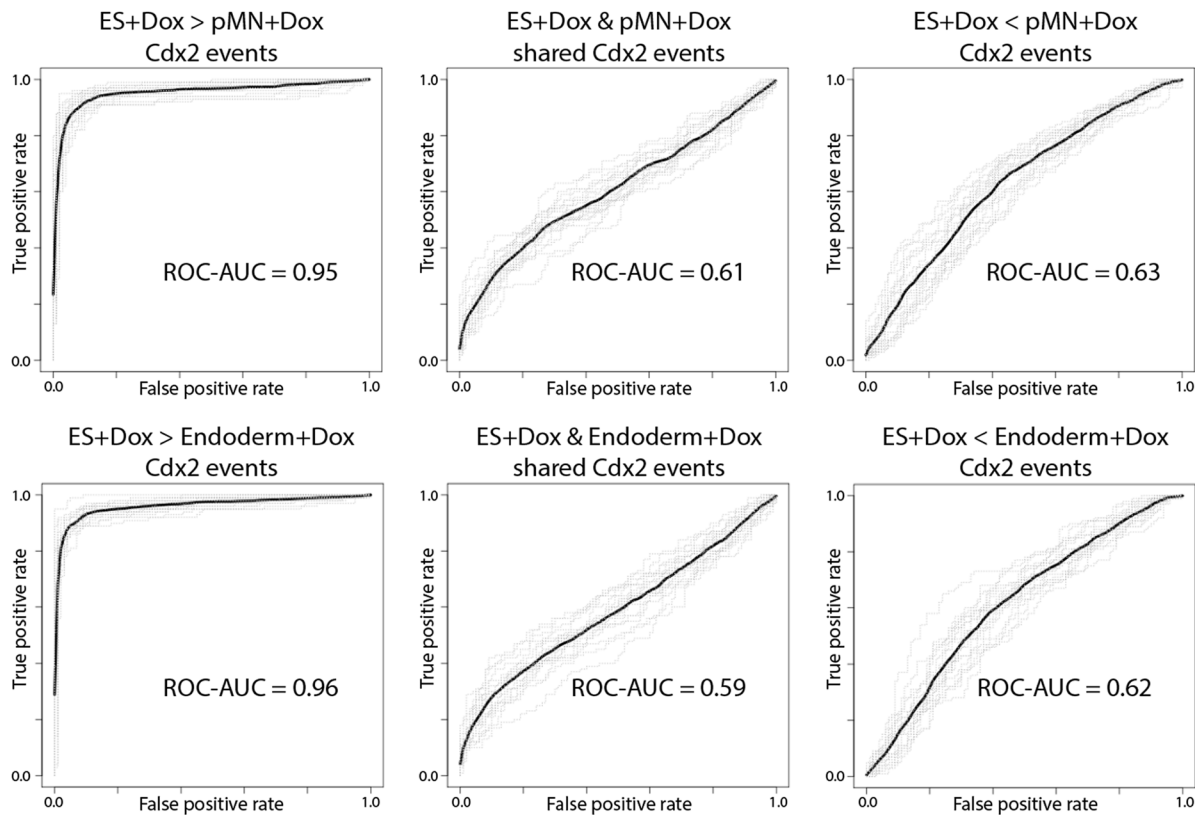 ES+Dox > pMN+Dox
Cdx2 events
1.0
True positive rate
ROC-AUC = 0.95
0.0
0.0
False positive rate
1.0
ES+Dox & pMN+Dox
shared Cdx2 events
1.0
True positive rate
ROC-AUC = 0.61
0.0
0.0
False positive rate
1.0
ES+Dox < pMN+Dox
Cdx2 events
1.0
True positive rate
ROC-AUC = 0.63
0.0
0.0
False positive rate
1.0
ES+Dox > Endoderm+Dox
Cdx2 events
1.0
True positive rate
ROC-AUC = 0.96
0.0
0.0
False positive rate
1.0
ES+Dox & Endoderm+Dox
shared Cdx2 events
1.0
True positive rate
ROC-AUC = 0.59
0.0
0.0
False positive rate
1.0
ES+Dox < Endoderm+Dox
Cdx2 events
1.0
True positive rate
ROC-AUC = 0.62
0.0
0.0
False positive rate
1.0